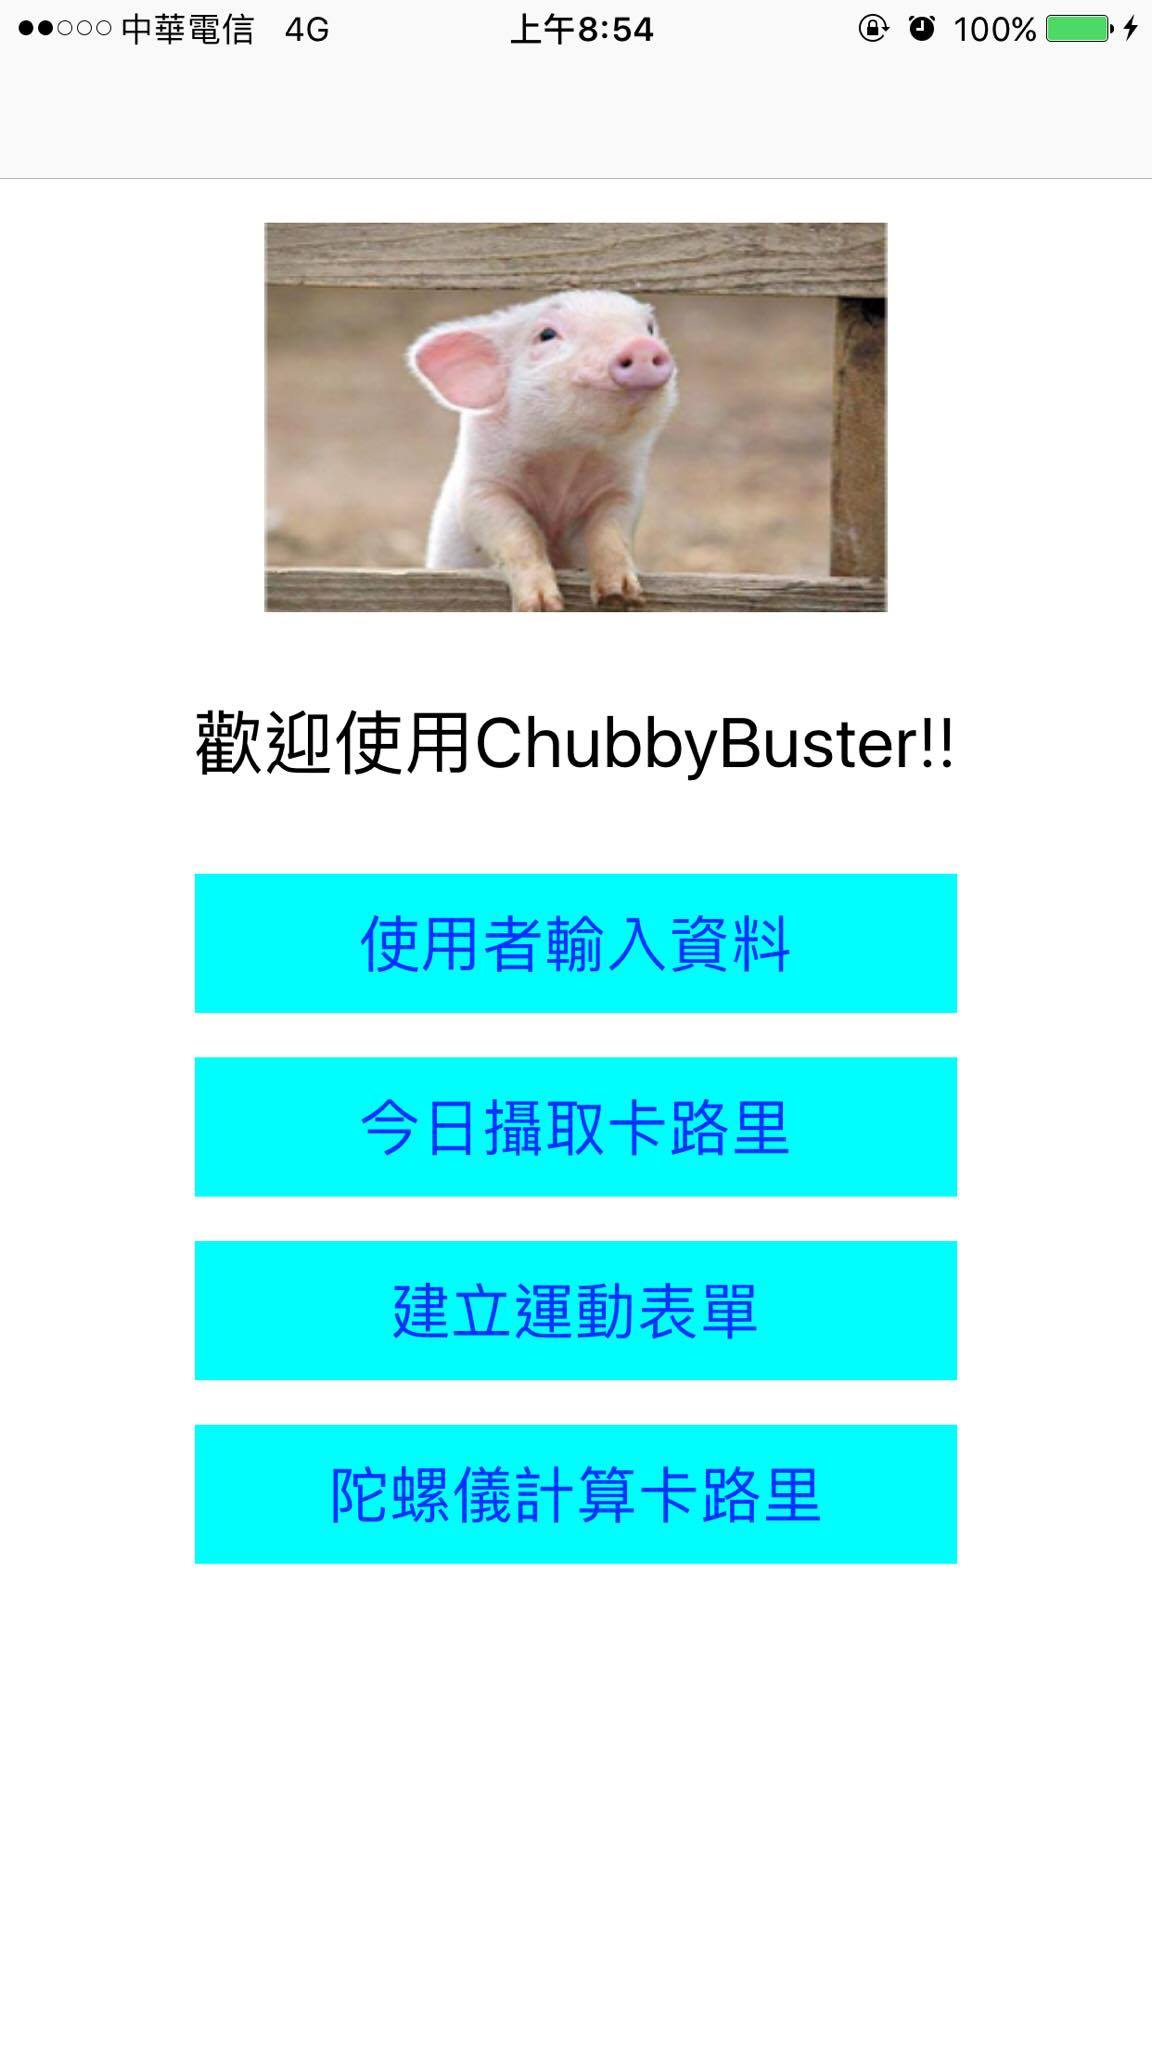 中華電信 4G 上午8:54 100%
歡迎使用ChubbyBuster!!
使用者輸入資料
今日攝取卡路里
建立運動表單
陀螺儀計算卡路里